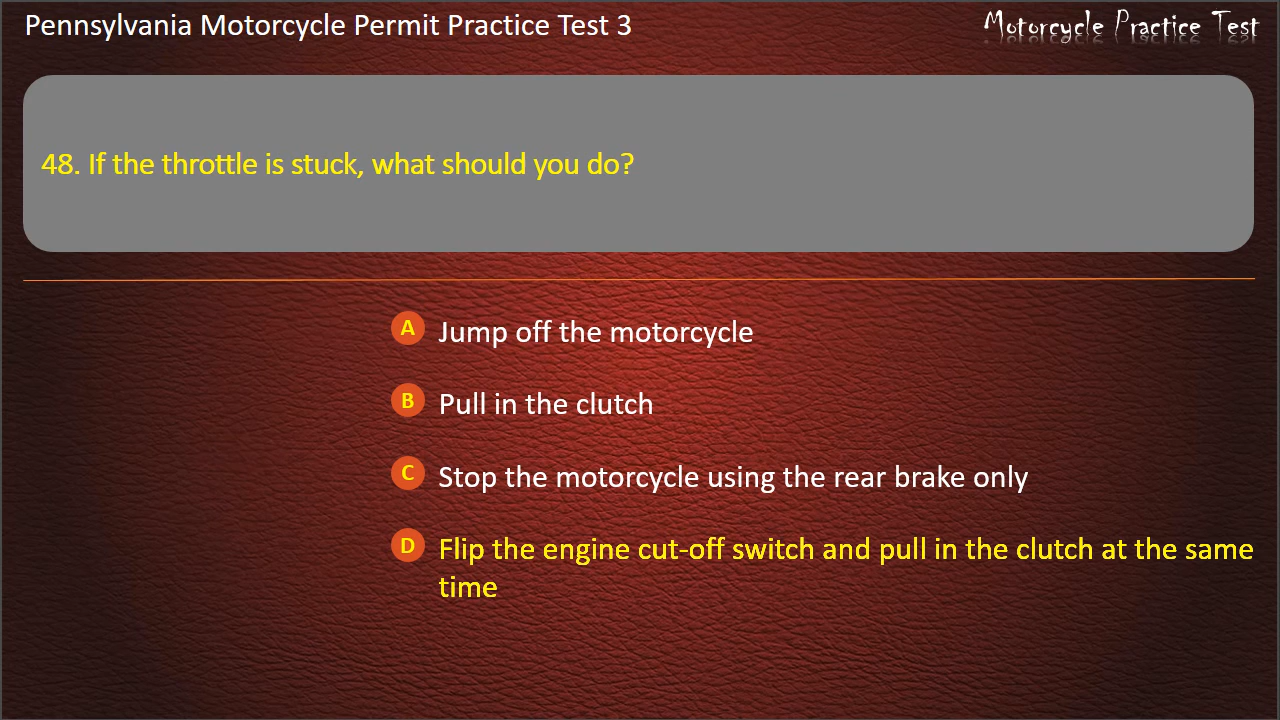 Pennsylvania Motorcycle Permit Practice Test 3
Motorcycle Practice Test
48. If the throttle is stuck, what should you do?
A Jump off the motorcycle
B Pull in the clutch
C Stop the motorcycle using the rear brake only
D Flip the engine cut-off switch and pull in the clutch at the same
time